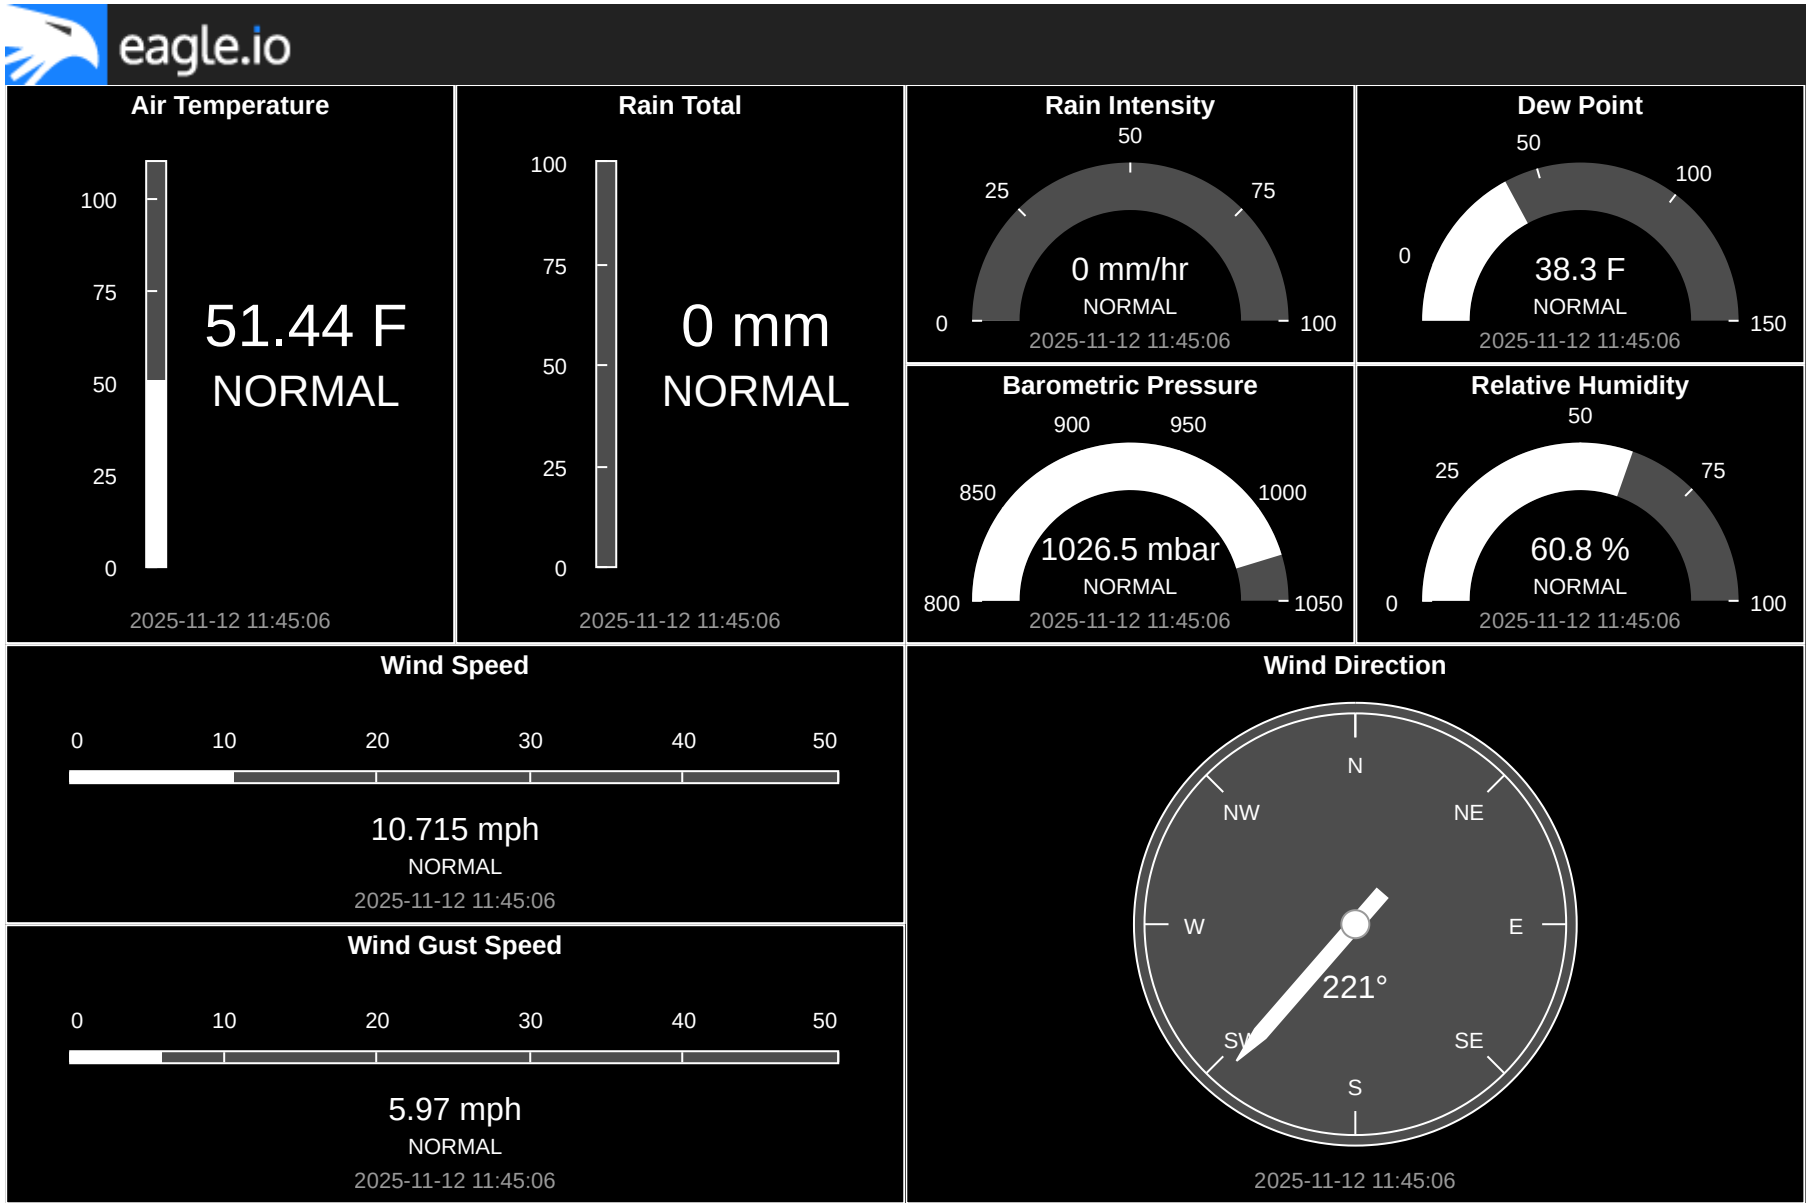 eagle.io
Air Temperature
100
75
50
25
0
51.44 F
NORMAL
2025-11-12 11:45:06
Rain Total
100
75
50
25
0
0 mm
NORMAL
2025-11-12 11:45:06
Rain Intensity
0
25
50
75
100
0 mm/hr
NORMAL
2025-11-12 11:45:06
Dew Point
0
50
100
150
38.3 F
NORMAL
2025-11-12 11:45:06
Barometric Pressure
800
850
900
950
1000
1050
1026.5 mbar
NORMAL
2025-11-12 11:45:06
Relative Humidity
0
25
50
75
100
60.8 %
NORMAL
2025-11-12 11:45:06
Wind Speed
0 10 20 30 40 50
10.715 mph
NORMAL
2025-11-12 11:45:06
Wind Gust Speed
0 10 20 30 40 50
5.97 mph
NORMAL
2025-11-12 11:45:06
Wind Direction
N
NW NE
W E
221°
SW SE
S
2025-11-12 11:45:06